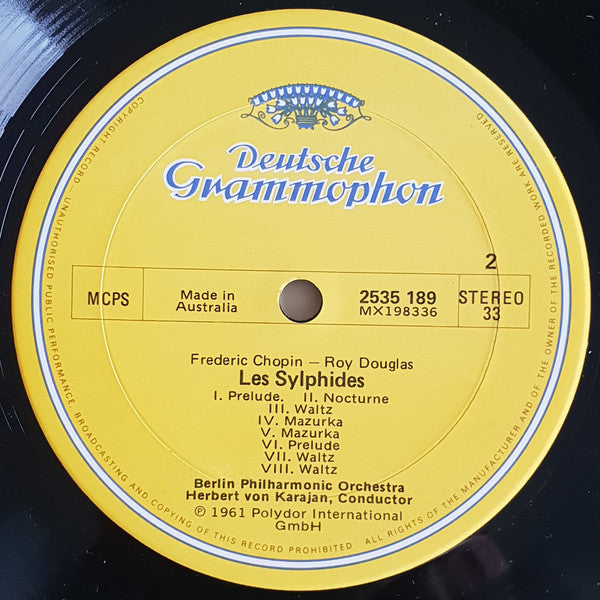 Deutsche
Grammophon
2
MCPS
Made in
Australia
2535 189
MX198336
STEREO
33
Frederic Chopin – Roy Douglas
Les Sylphides
I. Prelude. II. Nocturne
III. Waltz
IV. Mazurka
V. Mazurka
VI. Prelude
VII. Waltz
VIII. Waltz
Berlin Philharmonic Orchestra
Herbert von Karajan, Conductor
℗ 1961 Polydor International
GmbH
COPYRIGHT RECORD. UNAUTHORISED PUBLIC PERFORMANCE, BROADCASTING AND COPYING OF THIS RECORD PROHIBITED
ALL RIGHTS OF THE MANUFACTURER AND OF THE OWNER OF THE RECORDED WORK ARE RESERVED